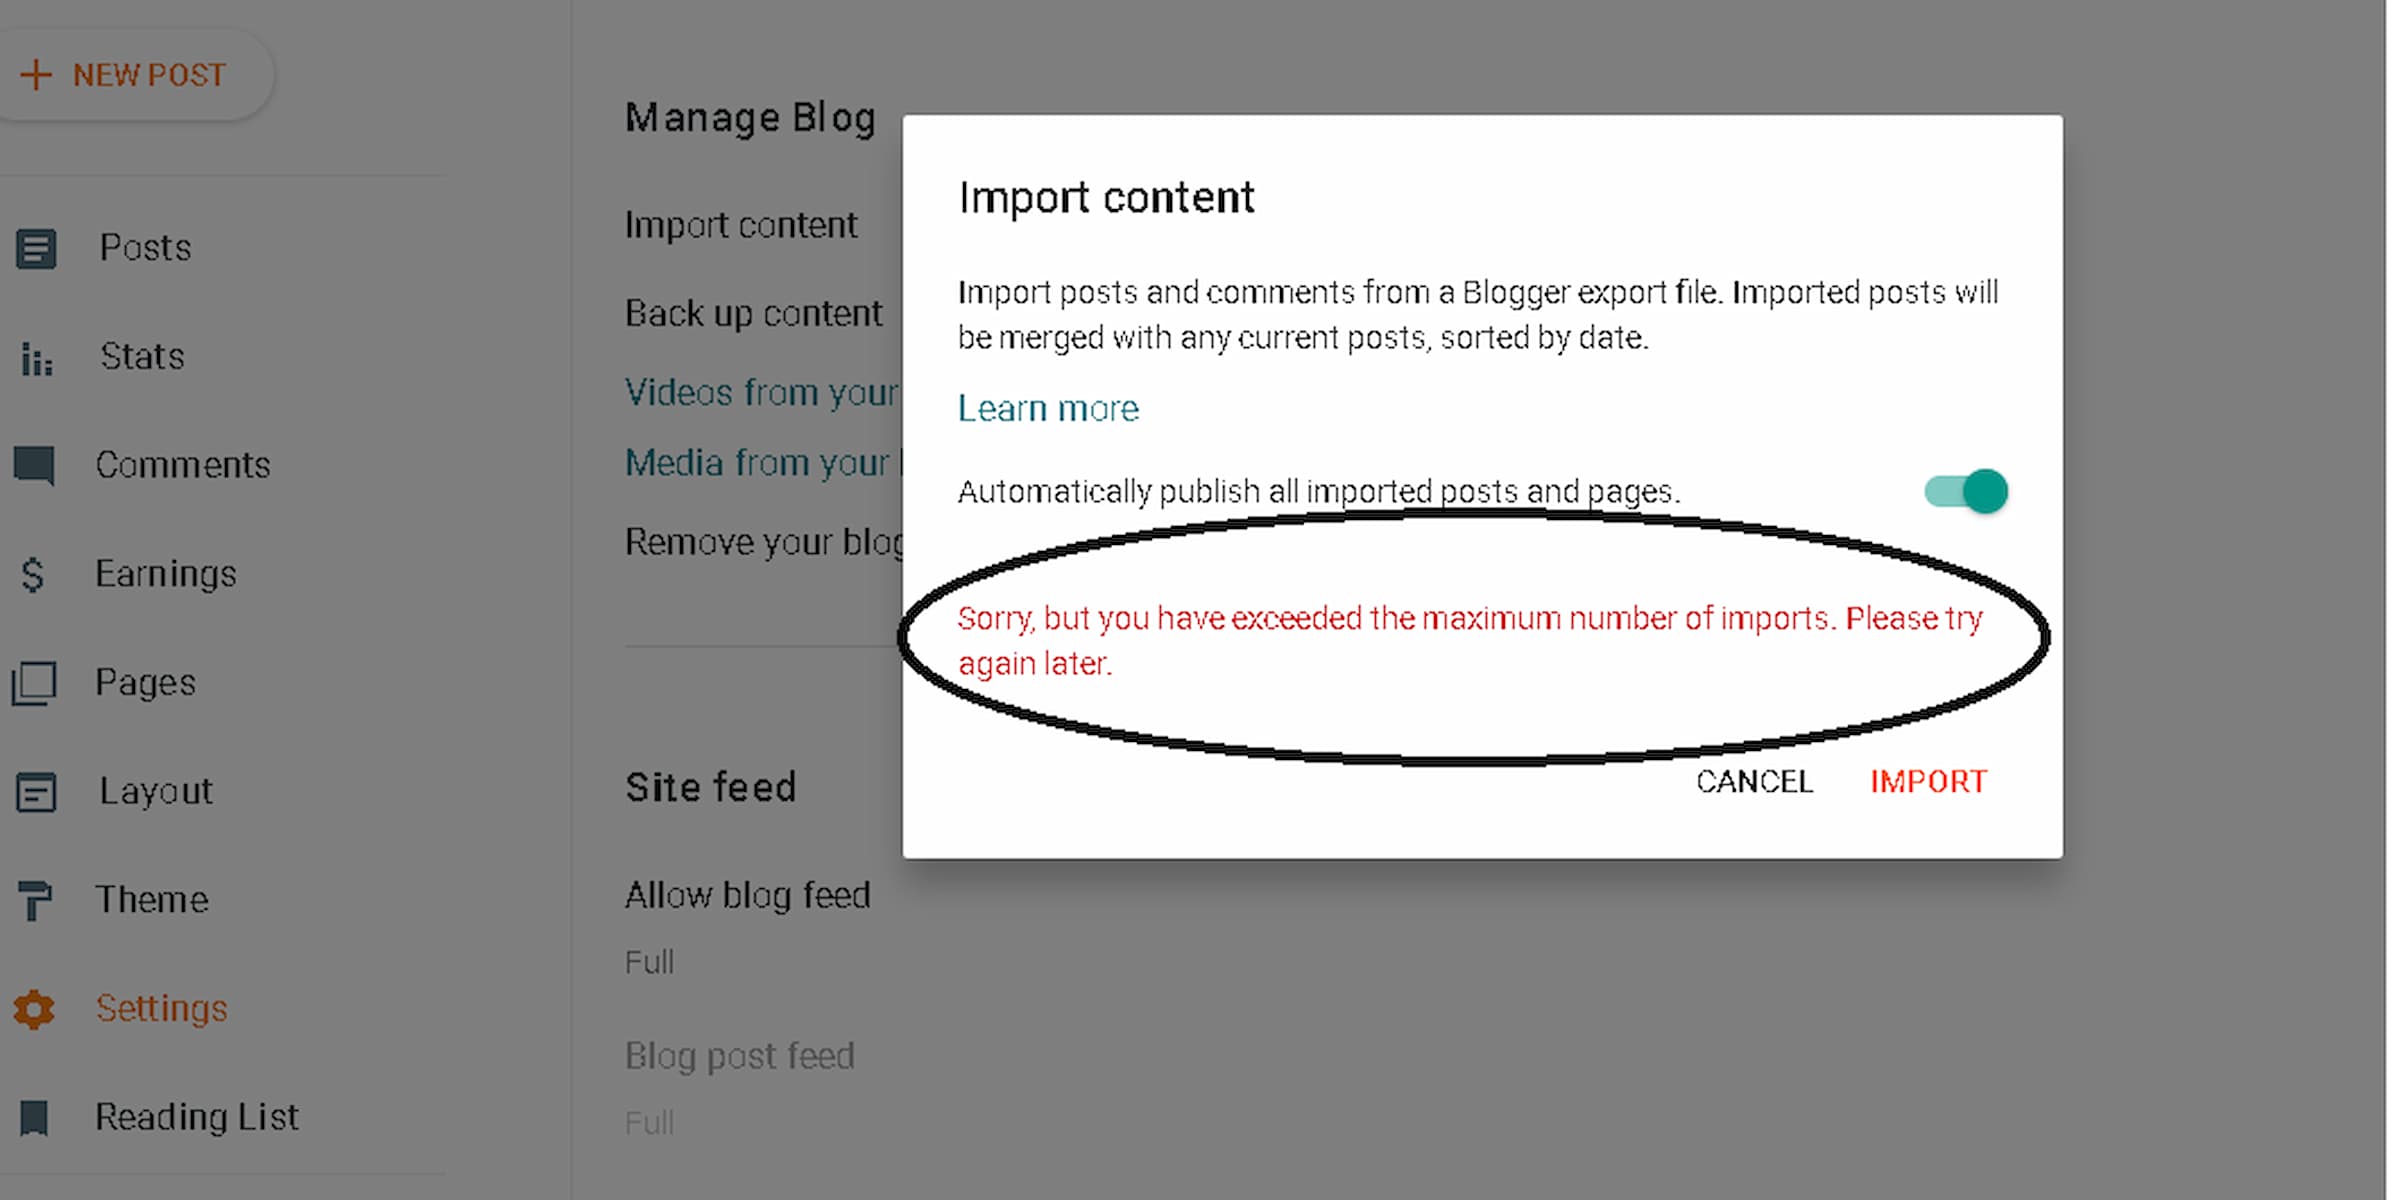 NEW POST
Posts
Stats
Comments
Earnings
Pages
Layout
Theme
Settings
Reading List
Manage Blog
Import content
Back up content
Videos from your
Media from your
Remove your blog
Site feed
Allow blog feed
Full
Blog post feed
Full
Import content
Import posts and comments from a Blogger export file. Imported posts will
be merged with any current posts, sorted by date.
Learn more
Automatically publish all imported posts and pages.
Sorry, but you have exceeded the maximum number of imports. Please try
again later.
CANCEL
IMPORT